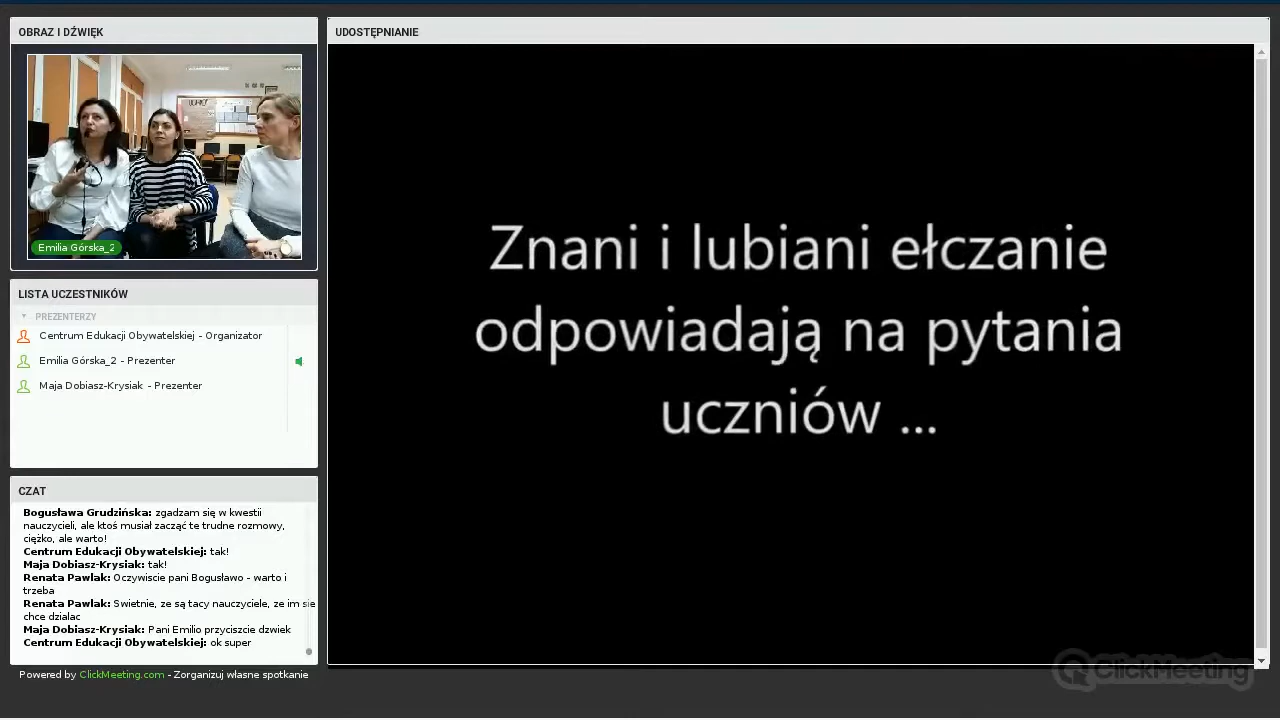 OBRAZ I DŹWIĘK
Emilia Górska_2
LISTA UCZESTNIKÓW
PREZENTERZY
Centrum Edukacji Obywatelskiej - Organizator
Emilia Górska_2 - Prezenter
Maja Dobiasz-Krysiak - Prezenter
CZAT
Bogusława Grudzińska: zgadzam się w kwestii
nauczycieli, ale ktoś musiał zacząć te trudne rozmowy,
ciężko, ale warto!
Centrum Edukacji Obywatelskiej: tak!
Maja Dobiasz-Krysiak: tak!
Renata Pawlak: Oczywiscie pani Bogusławo - warto i
trzeba
Renata Pawlak: Swietnie, ze są tacy nauczyciele, ze im sie
chce dzialac
Maja Dobiasz-Krysiak: Pani Emilio przyciszcie dzwiek
Centrum Edukacji Obywatelskiej: ok super
Powered by ClickMeeting.com - Zorganizuj własne spotkanie
UDOSTĘPNIANIE
Znani i lubiani ełczanie
odpowiadają na pytania
uczniów ...
ClickMeeting